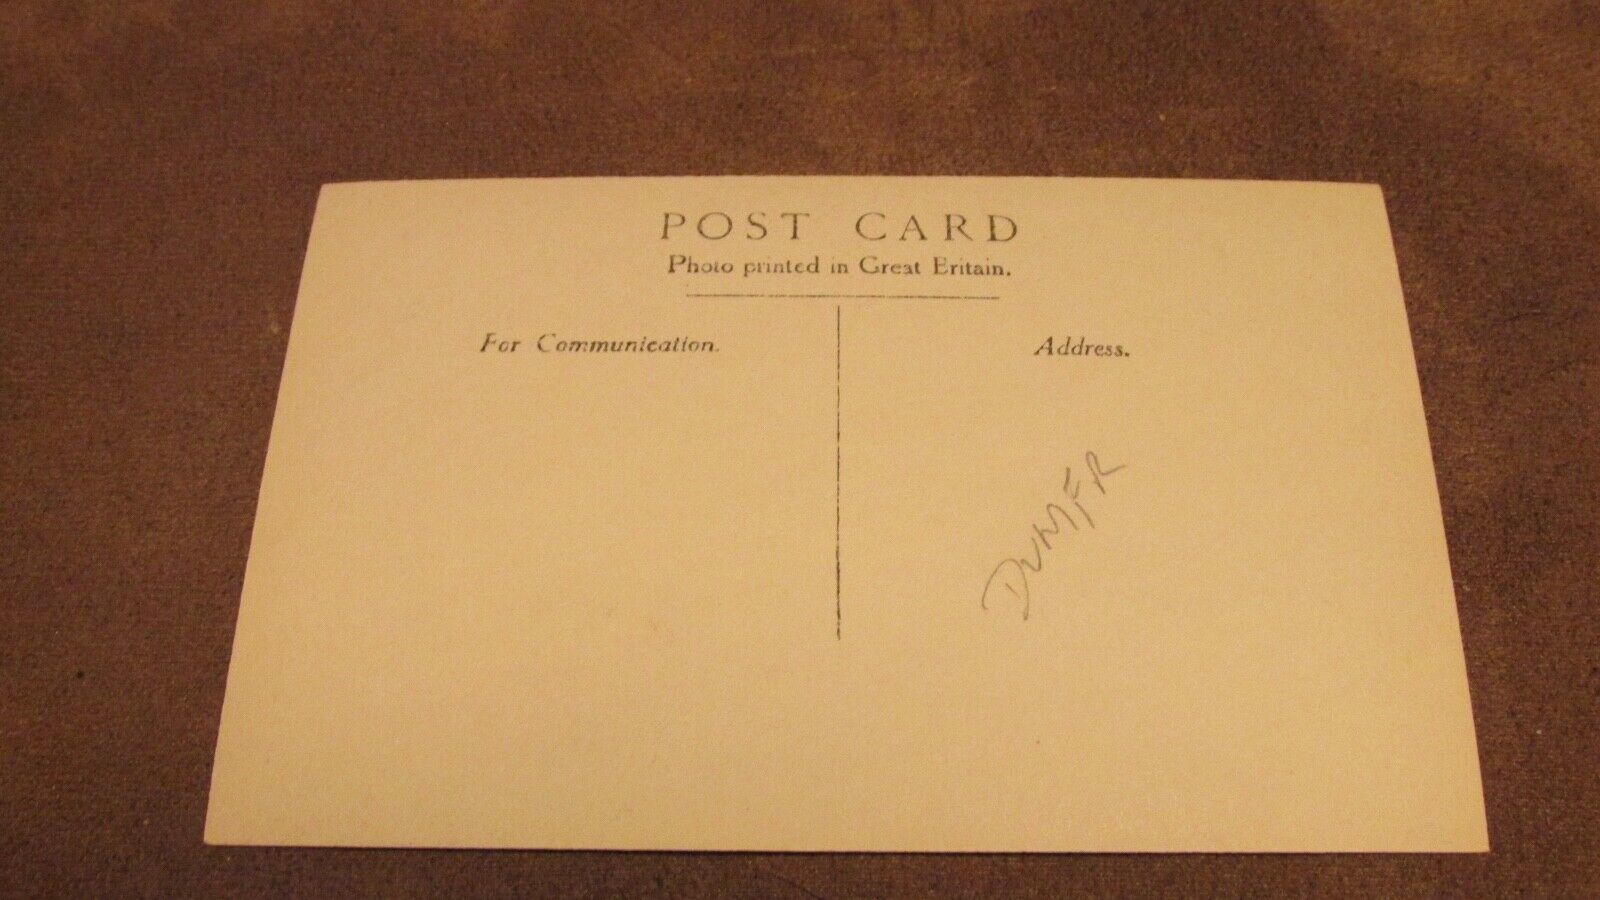 POST CARD
Photo printed in Great Britain.
For Communication.
Address.
DUMFR